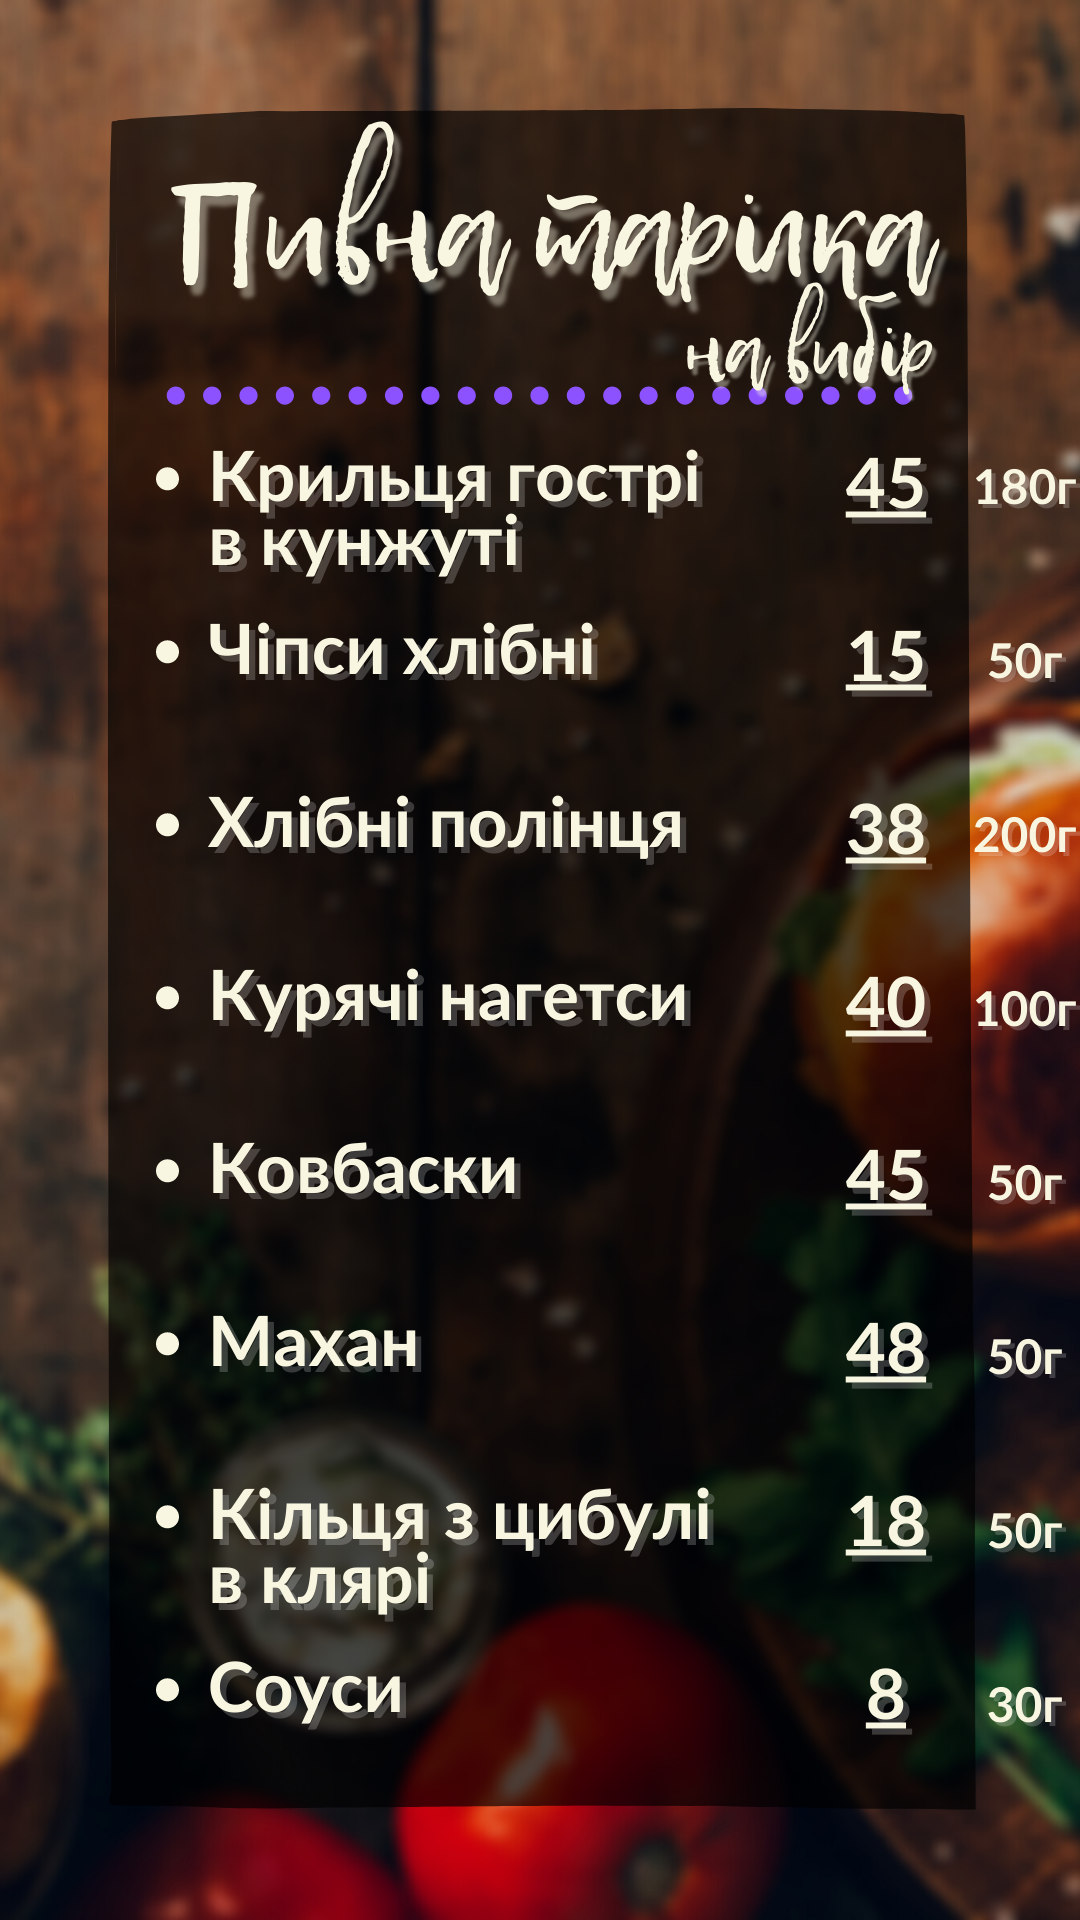 Пивна тарілка
на вибір
• Крильця гострі 45 180г
в кунжуті
• Чіпси хлібні 15 50г
• Хлібні полінця 38 200г
• Курячі нагетси 40 100г
• Ковбаски 45 50г
• Махан 48 50г
• Кільця з цибулі 18 50г
в клярі
• Соуси 8 30г